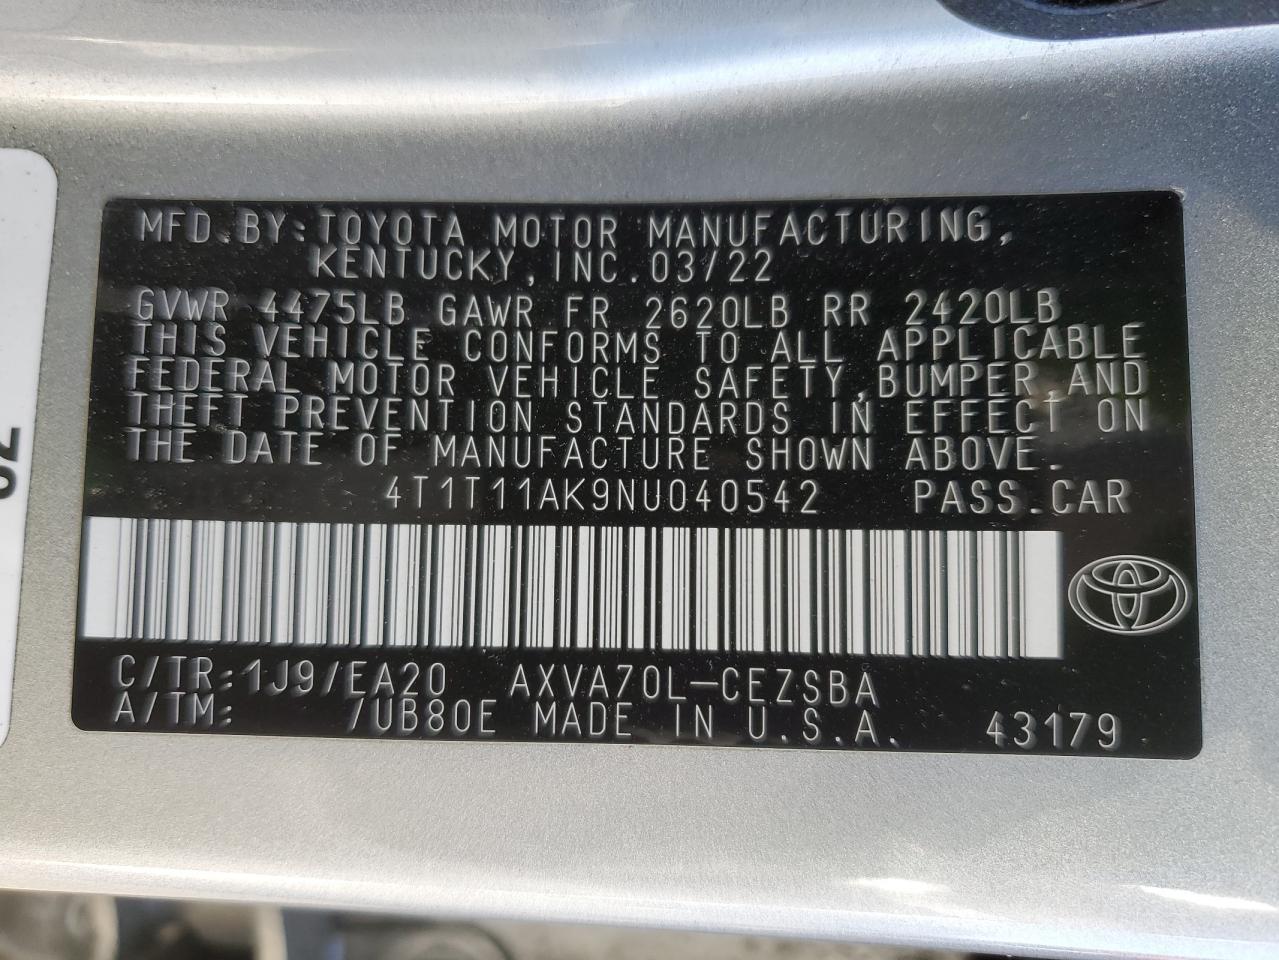 MFD.BY:TOYOTA MOTOR MANUFACTURING,
KENTUCKY,INC.03/22
GVWR 4475LB GAWR FR 2620LB RR 2420LB
THIS VEHICLE CONFORMS TO ALL APPLICABLE
FEDERAL MOTOR VEHICLE SAFETY,BUMPER,AND
THEFT PREVENTION STANDARDS IN EFFECT ON
THE DATE OF MANUFACTURE SHOWN ABOVE.
4T1T11AK9NU040542 PASS.CAR
C/TR:1J9/EA20 AXVA70L-CEZSBA
A/TM: /UB80E MADE IN U.S.A. 43179